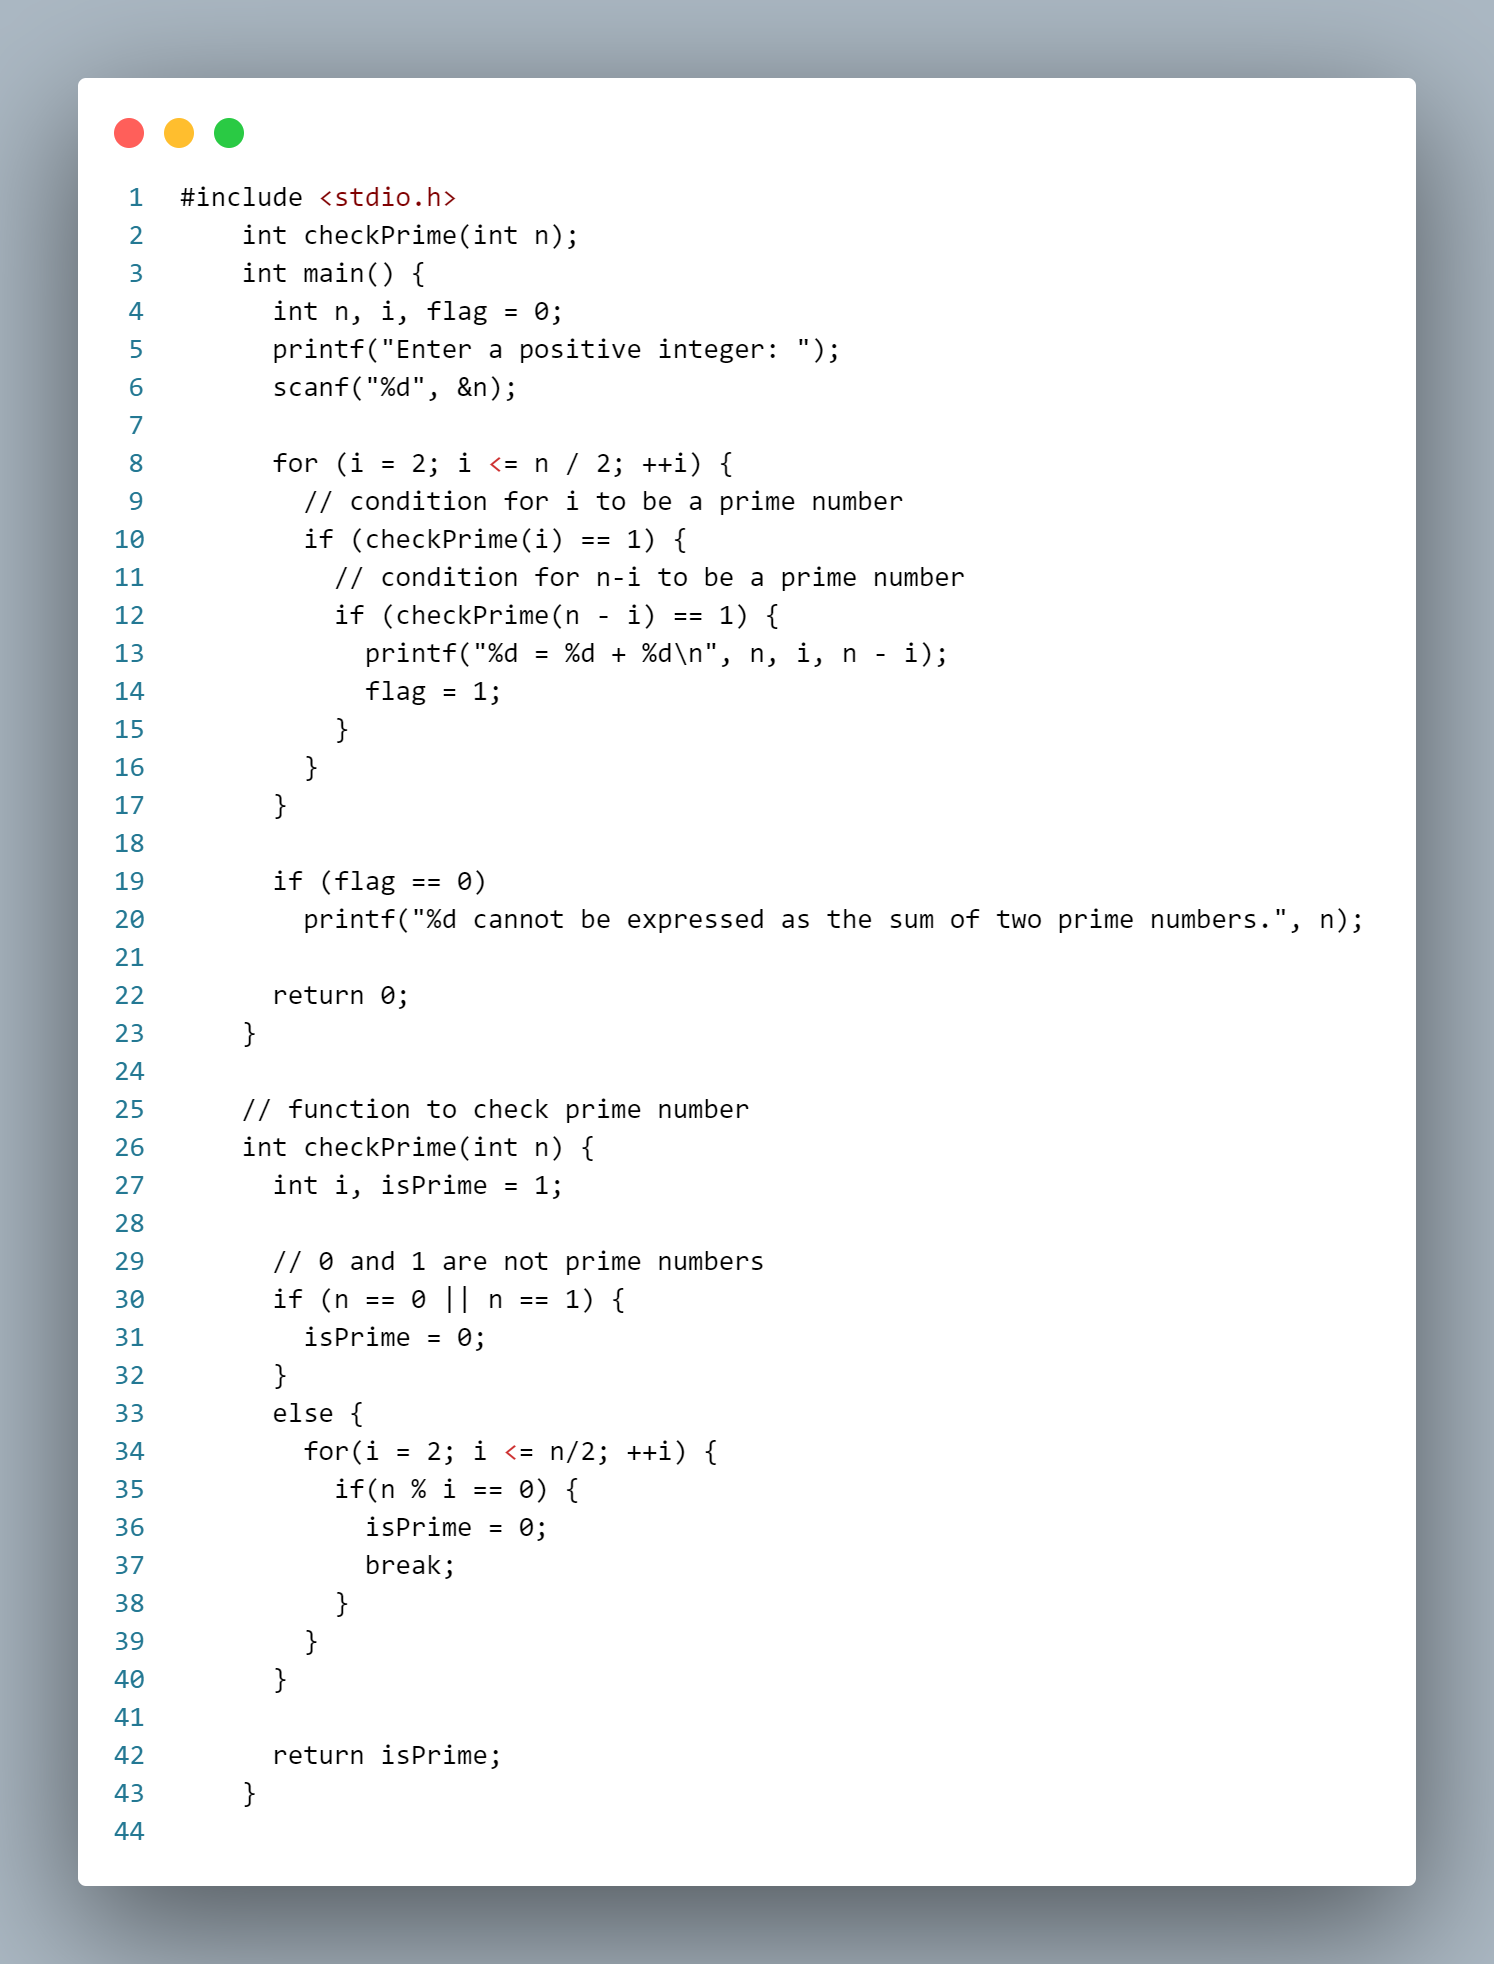 1 #include <stdio.h>
2     int checkPrime(int n);
3     int main() {
4       int n, i, flag = 0;
5       printf("Enter a positive integer: ");
6       scanf("%d", &n);
7
8       for (i = 2; i <= n / 2; ++i) {
9         // condition for i to be a prime number
10         if (checkPrime(i) == 1) {
11           // condition for n-i to be a prime number
12           if (checkPrime(n - i) == 1) {
13             printf("%d = %d + %d\n", n, i, n - i);
14             flag = 1;
15           }
16         }
17       }
18
19       if (flag == 0)
20         printf("%d cannot be expressed as the sum of two prime numbers.", n);
21
22       return 0;
23     }
24
25     // function to check prime number
26     int checkPrime(int n) {
27       int i, isPrime = 1;
28
29       // 0 and 1 are not prime numbers
30       if (n == 0 || n == 1) {
31         isPrime = 0;
32       }
33       else {
34         for(i = 2; i <= n/2; ++i) {
35           if(n % i == 0) {
36             isPrime = 0;
37             break;
38           }
39         }
40       }
41
42       return isPrime;
43     }
44